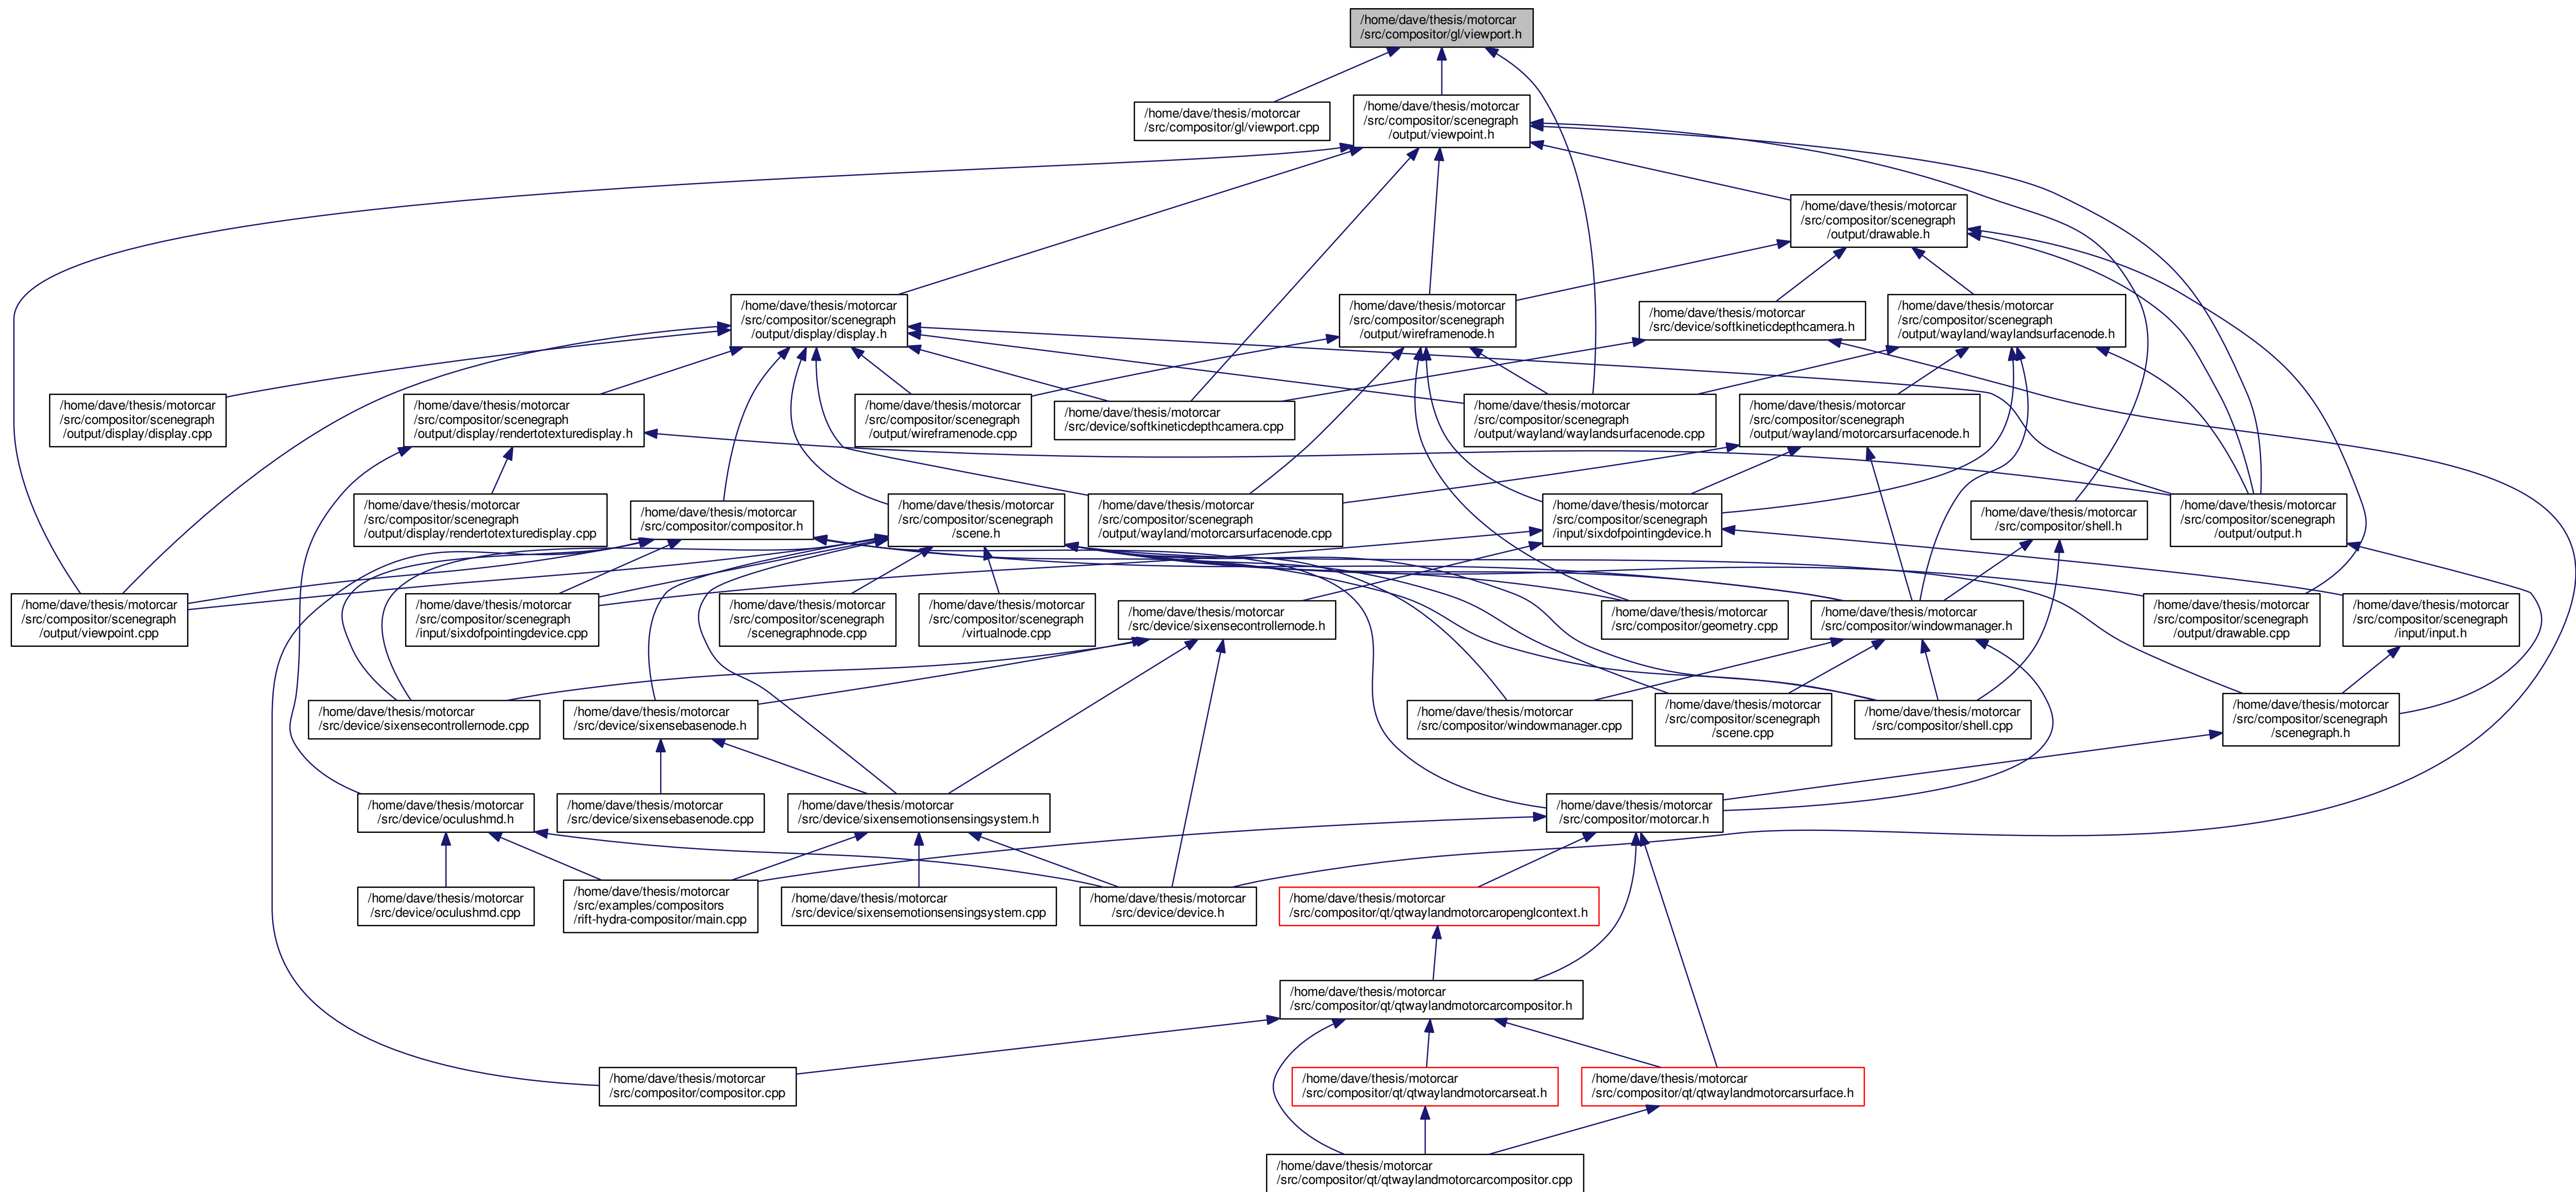 /home/dave/thesis/motorcar
/src/compositor/gl/viewport.h
/home/dave/thesis/motorcar
/src/compositor/gl/viewport.cpp
/home/dave/thesis/motorcar
/src/compositor/scenegraph
/output/viewpoint.h
/home/dave/thesis/motorcar
/src/compositor/scenegraph
/output/drawable.h
/home/dave/thesis/motorcar
/src/compositor/scenegraph
/output/display/display.h
/home/dave/thesis/motorcar
/src/compositor/scenegraph
/output/wireframenode.h
/home/dave/thesis/motorcar
/src/device/softkineticdepthcamera.h
/home/dave/thesis/motorcar
/src/compositor/scenegraph
/output/wayland/waylandsurfacenode.h
/home/dave/thesis/motorcar
/src/compositor/scenegraph
/output/display/display.cpp
/home/dave/thesis/motorcar
/src/compositor/scenegraph
/output/display/rendertotexturedisplay.h
/home/dave/thesis/motorcar
/src/compositor/scenegraph
/output/wireframenode.cpp
/home/dave/thesis/motorcar
/src/device/softkineticdepthcamera.cpp
/home/dave/thesis/motorcar
/src/compositor/scenegraph
/output/wayland/waylandsurfacenode.cpp
/home/dave/thesis/motorcar
/src/compositor/scenegraph
/output/wayland/motorcarsurfacenode.h
/home/dave/thesis/motorcar
/src/compositor/scenegraph
/output/display/rendertotexturedisplay.cpp
/home/dave/thesis/motorcar
/src/compositor/compositor.h
/home/dave/thesis/motorcar
/src/compositor/scenegraph
/scene.h
/home/dave/thesis/motorcar
/src/compositor/scenegraph
/output/wayland/motorcarsurfacenode.cpp
/home/dave/thesis/motorcar
/src/compositor/scenegraph
/input/sixdofpointingdevice.h
/home/dave/thesis/motorcar
/src/compositor/shell.h
/home/dave/thesis/motorcar
/src/compositor/scenegraph
/output/output.h
/home/dave/thesis/motorcar
/src/compositor/scenegraph
/output/viewpoint.cpp
/home/dave/thesis/motorcar
/src/compositor/scenegraph
/input/sixdofpointingdevice.cpp
/home/dave/thesis/motorcar
/src/compositor/scenegraph
/scenegraphnode.cpp
/home/dave/thesis/motorcar
/src/compositor/scenegraph
/virtualnode.cpp
/home/dave/thesis/motorcar
/src/device/sixensecontrollernode.h
/home/dave/thesis/motorcar
/src/compositor/geometry.cpp
/home/dave/thesis/motorcar
/src/compositor/windowmanager.h
/home/dave/thesis/motorcar
/src/compositor/scenegraph
/output/drawable.cpp
/home/dave/thesis/motorcar
/src/compositor/scenegraph
/input/input.h
/home/dave/thesis/motorcar
/src/device/sixensecontrollernode.cpp
/home/dave/thesis/motorcar
/src/device/sixensebasenode.h
/home/dave/thesis/motorcar
/src/compositor/windowmanager.cpp
/home/dave/thesis/motorcar
/src/compositor/scenegraph
/scene.cpp
/home/dave/thesis/motorcar
/src/compositor/shell.cpp
/home/dave/thesis/motorcar
/src/compositor/scenegraph
/scenegraph.h
/home/dave/thesis/motorcar
/src/device/oculushmd.h
/home/dave/thesis/motorcar
/src/device/sixensebasenode.cpp
/home/dave/thesis/motorcar
/src/device/sixensemotionsensingsystem.h
/home/dave/thesis/motorcar
/src/compositor/motorcar.h
/home/dave/thesis/motorcar
/src/device/oculushmd.cpp
/home/dave/thesis/motorcar
/src/examples/compositors
/rift-hydra-compositor/main.cpp
/home/dave/thesis/motorcar
/src/device/sixensemotionsensingsystem.cpp
/home/dave/thesis/motorcar
/src/device/device.h
/home/dave/thesis/motorcar
/src/compositor/qt/qtwaylandmotorcaropenglcontext.h
/home/dave/thesis/motorcar
/src/compositor/qt/qtwaylandmotorcarcompositor.h
/home/dave/thesis/motorcar
/src/compositor/compositor.cpp
/home/dave/thesis/motorcar
/src/compositor/qt/qtwaylandmotorcarseat.h
/home/dave/thesis/motorcar
/src/compositor/qt/qtwaylandmotorcarsurface.h
/home/dave/thesis/motorcar
/src/compositor/qt/qtwaylandmotorcarcompositor.cpp